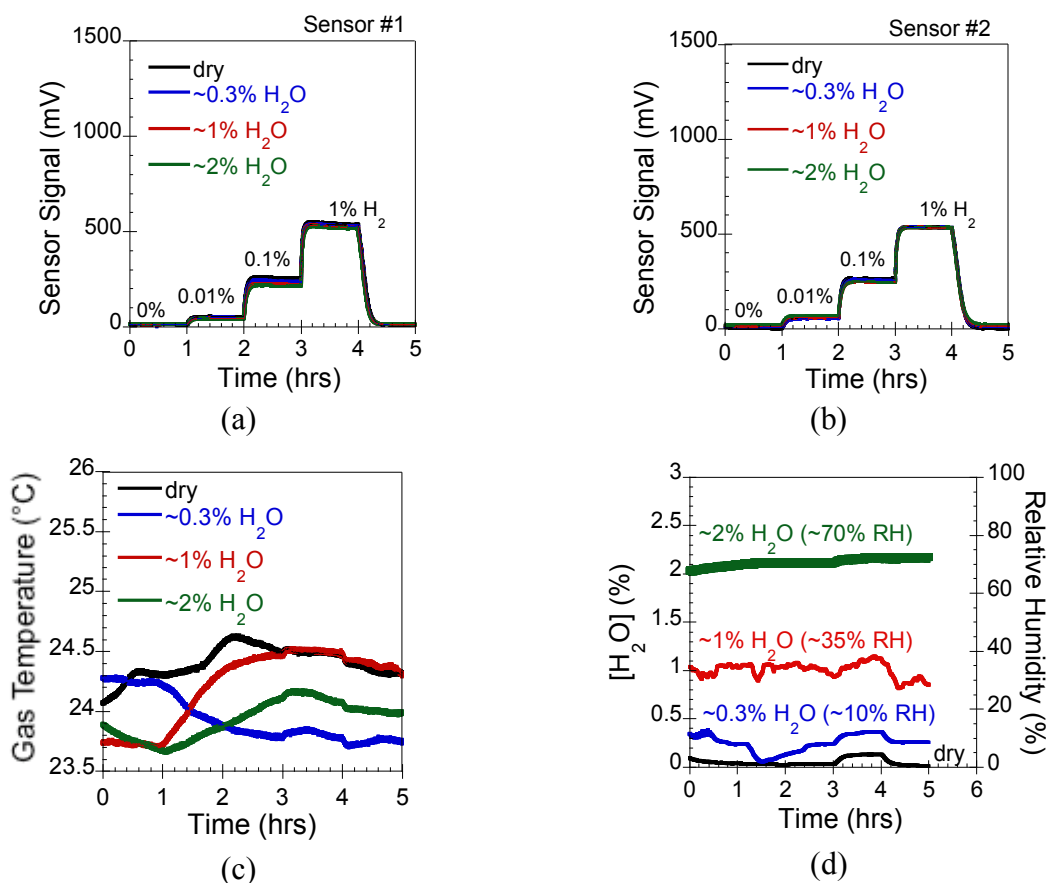 Sensor #1
1500
1000
500
0
Sensor Signal (mV)
dry
~0.3% H₂O
~1% H₂O
~2% H₂O
0%
0.01%
0.1%
1% H₂
0 1 2 3 4 5
Time (hrs)
(a)
Sensor #2
1500
1000
500
0
Sensor Signal (mV)
dry
~0.3% H₂O
~1% H₂O
~2% H₂O
0%
0.01%
0.1%
1% H₂
0 1 2 3 4 5
Time (hrs)
(b)
26
25.5
25
24.5
24
23.5
Gas Temperature (°C)
dry
~0.3% H₂O
~1% H₂O
~2% H₂O
0 1 2 3 4 5
Time (hrs)
(c)
3
2.5
2
1.5
1
0.5
0
[H₂O] (%)
~2% H₂O (~70% RH)
~1% H₂O (~35% RH)
~0.3% H₂O (~10% RH)
dry
100
80
60
40
20
0
Relative Humidity (%)
0 1 2 3 4 5 6
Time (hrs)
(d)